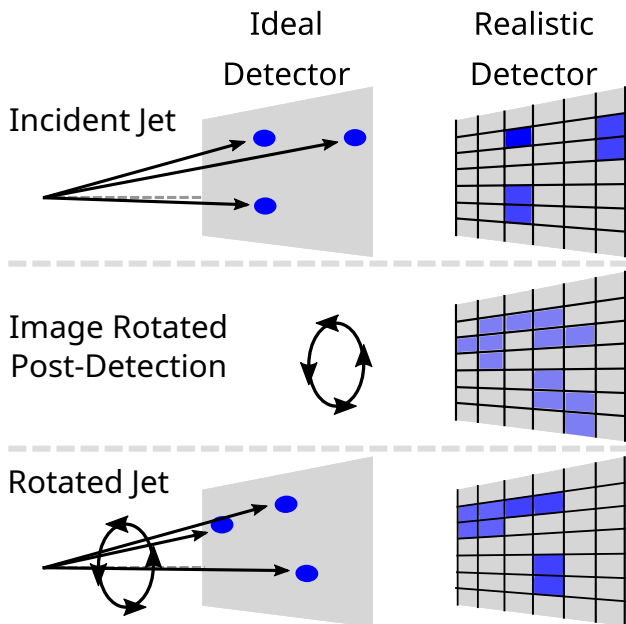 Ideal
Detector
Realistic
Detector
Incident Jet
Image Rotated
Post-Detection
Rotated Jet